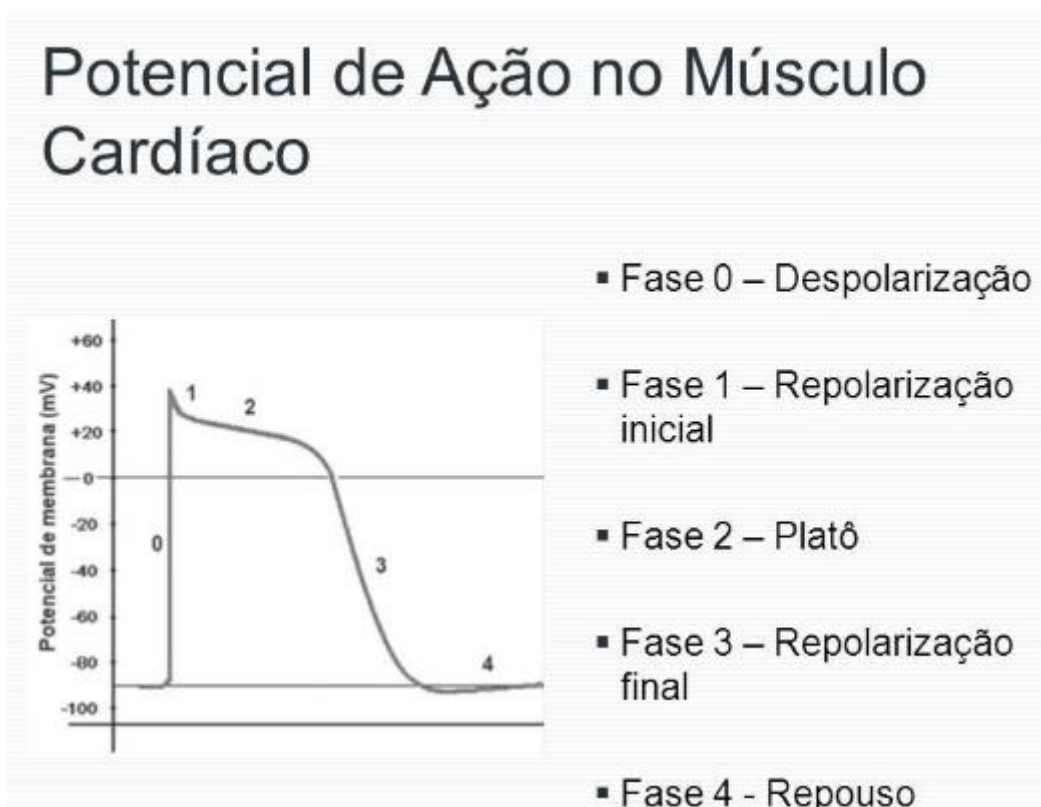 Potencial de Ação no Músculo
Cardíaco
▪ Fase 0 – Despolarização
▪ Fase 1 – Repolarização
inicial
▪ Fase 2 – Platô
▪ Fase 3 – Repolarização
final
▪ Fase 4 - Repouso
Potencial de membrana (mV)
+60
+40
+20
0
-20
-40
-60
-80
-100
0
1
2
3
4